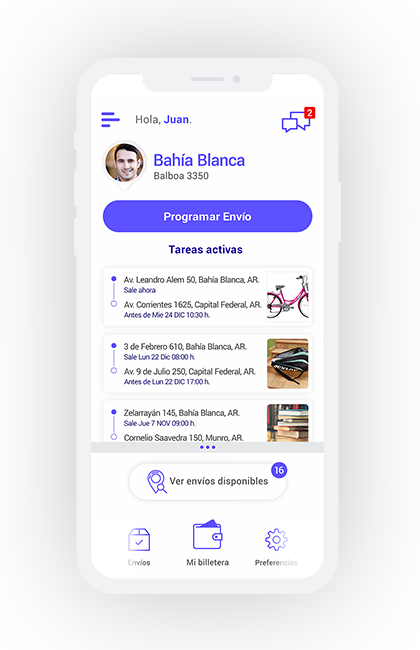 Hola, Juan.
2
Bahía Blanca
Balboa 3350
Programar Envío
Tareas activas
Av. Leandro Alem 50, Bahía Blanca, AR.
Sale ahora
Av. Corrientes 1625, Capital Federal, AR.
Antes de Mie 24 DIC 10:30 h.
3 de Febrero 610, Bahía Blanca, AR.
Sale Lun 22 Dic 08:00 h.
Av. 9 de Julio 250, Capital Federal, AR.
Antes de Lun 22 DIC 17:00 h.
Zelarrayán 145, Bahía Blanca, AR.
Sale Jue 7 NOV 09:00 h.
Cornelio Saavedra 150, Munro, AR.
16
Ver envíos disponibles
Envíos
Mi billetera
Preferencias